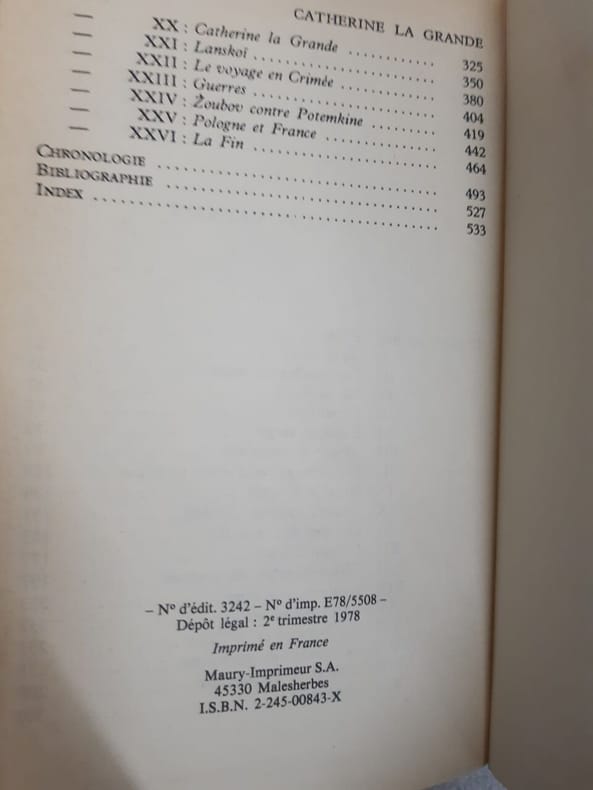 CATHERINE LA GRANDE
— XX : Catherine la Grande ............ 325
— XXI : Lanskoï ......................... 350
— XXII : Le voyage en Crimée ............. 380
— XXIII : Guerres ......................... 404
— XXIV : Zoubov contre Potemkine ......... 419
— XXV : Pologne et France ............... 442
— XXVI : La Fin .......................... 464
CHRONOLOGIE .................................... 493
BIBLIOGRAPHIE ................................... 527
INDEX ............................................ 533
– N° d'édit. 3242 – N° d'imp. E78/5508 –
Dépôt légal : 2e trimestre 1978
Imprimé en France
Maury-Imprimeur S.A.
45330 Malesherbes
I.S.B.N. 2-245-00843-X